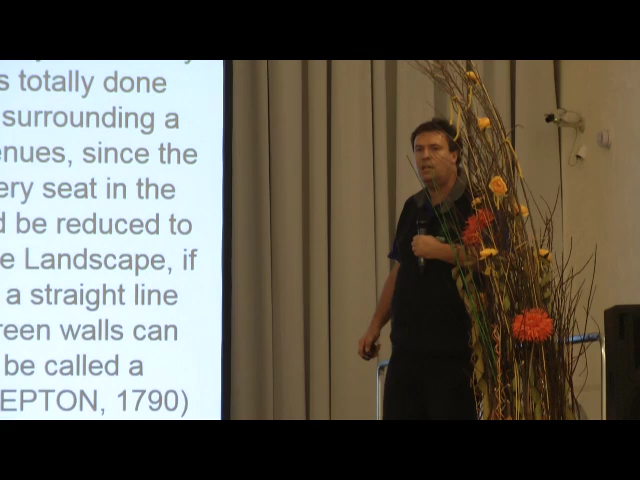 s totally done
surrounding a
enues, since the
ery seat in the
d be reduced to
e Landscape, if
a straight line
reen walls can
be called a
EPTON, 1790)